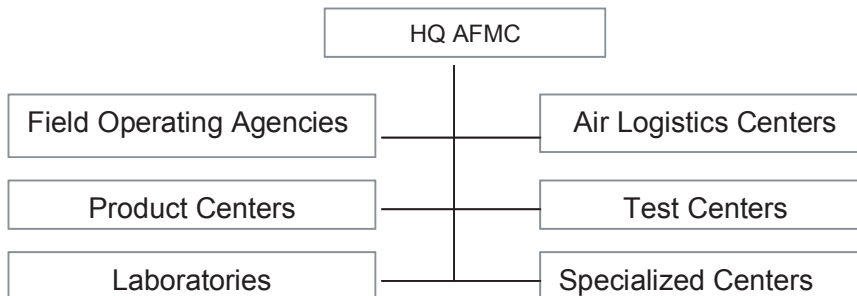 HQ AFMC
Field Operating Agencies
Air Logistics Centers
Product Centers
Test Centers
Laboratories
Specialized Centers